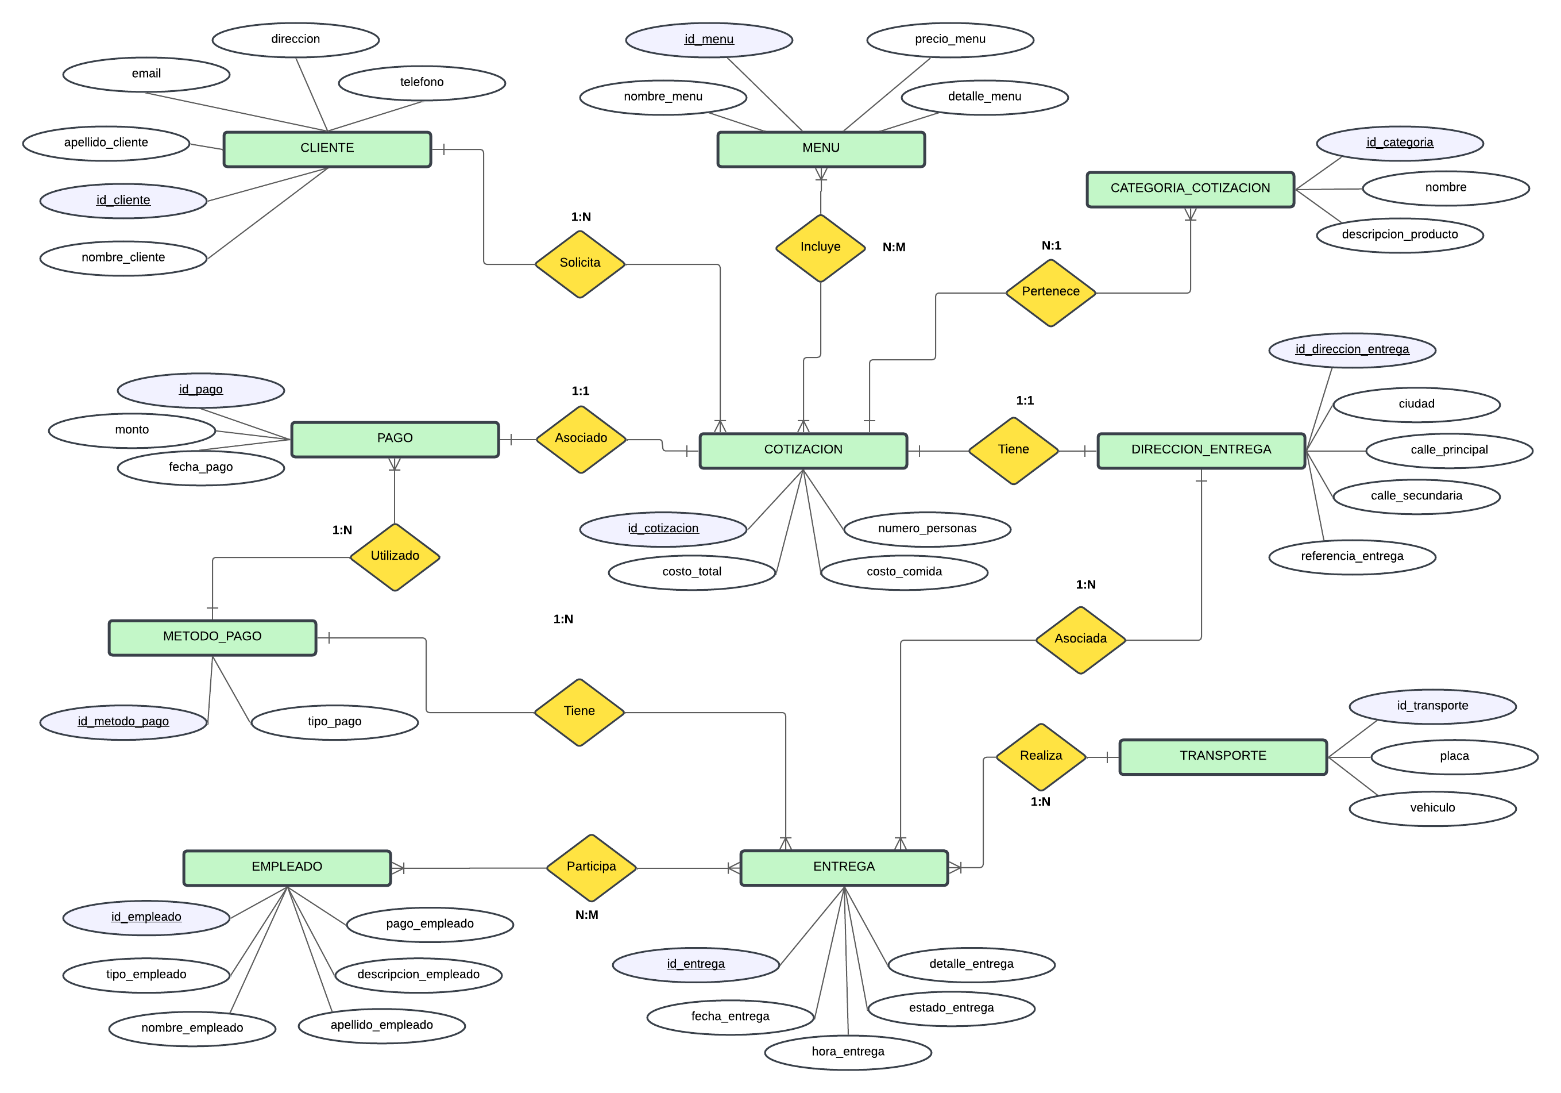 direccion
email
telefono
apellido_cliente
CLIENTE
id_cliente
nombre_cliente
id_menu
precio_menu
nombre_menu
detalle_menu
MENU
id_categoria
CATEGORIA_COTIZACION
nombre
descripcion_producto
1:N
Solicita
Incluye
N:M
N:1
Pertenece
id_direccion_entrega
ciudad
calle_principal
calle_secundaria
referencia_entrega
id_pago
monto
fecha_pago
PAGO
1:1
Asociado
COTIZACION
1:1
Tiene
DIRECCION_ENTREGA
id_cotizacion
numero_personas
costo_total
costo_comida
1:N
Utilizado
METODO_PAGO
id_metodo_pago
tipo_pago
1:N
Tiene
1:N
Asociada
id_transporte
Realiza
TRANSPORTE
placa
1:N
vehiculo
EMPLEADO
Participa
N:M
ENTREGA
id_empleado
pago_empleado
tipo_empleado
descripcion_empleado
nombre_empleado
apellido_empleado
id_entrega
detalle_entrega
fecha_entrega
estado_entrega
hora_entrega